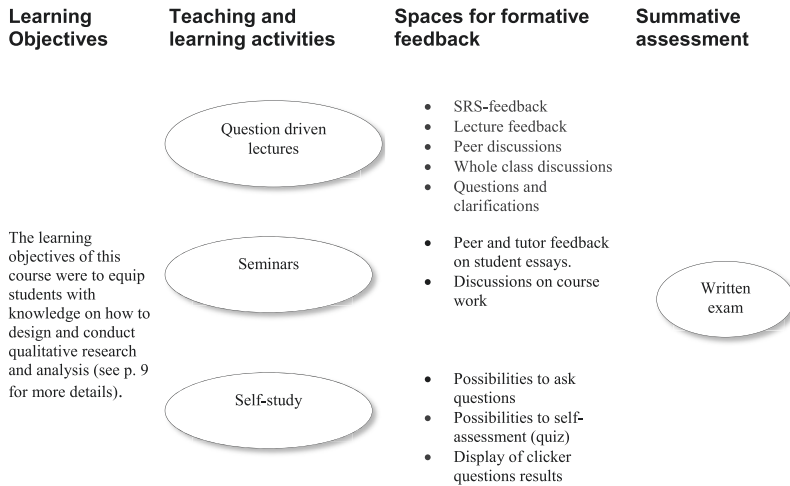 Learning
Objectives
Teaching and
learning activities
Spaces for formative
feedback
Summative
assessment
The learning
objectives of this
course were to equip
students with
knowledge on how to
design and conduct
qualitative research
and analysis (see p. 9
for more details).
Question driven
lectures
• SRS-feedback
• Lecture feedback
• Peer discussions
• Whole class discussions
• Questions and
clarifications
Seminars
• Peer and tutor feedback
on student essays.
• Discussions on course
work
Self-study
• Possibilities to ask
questions
• Possibilities to self-
assessment (quiz)
• Display of clicker
questions results
Written
exam